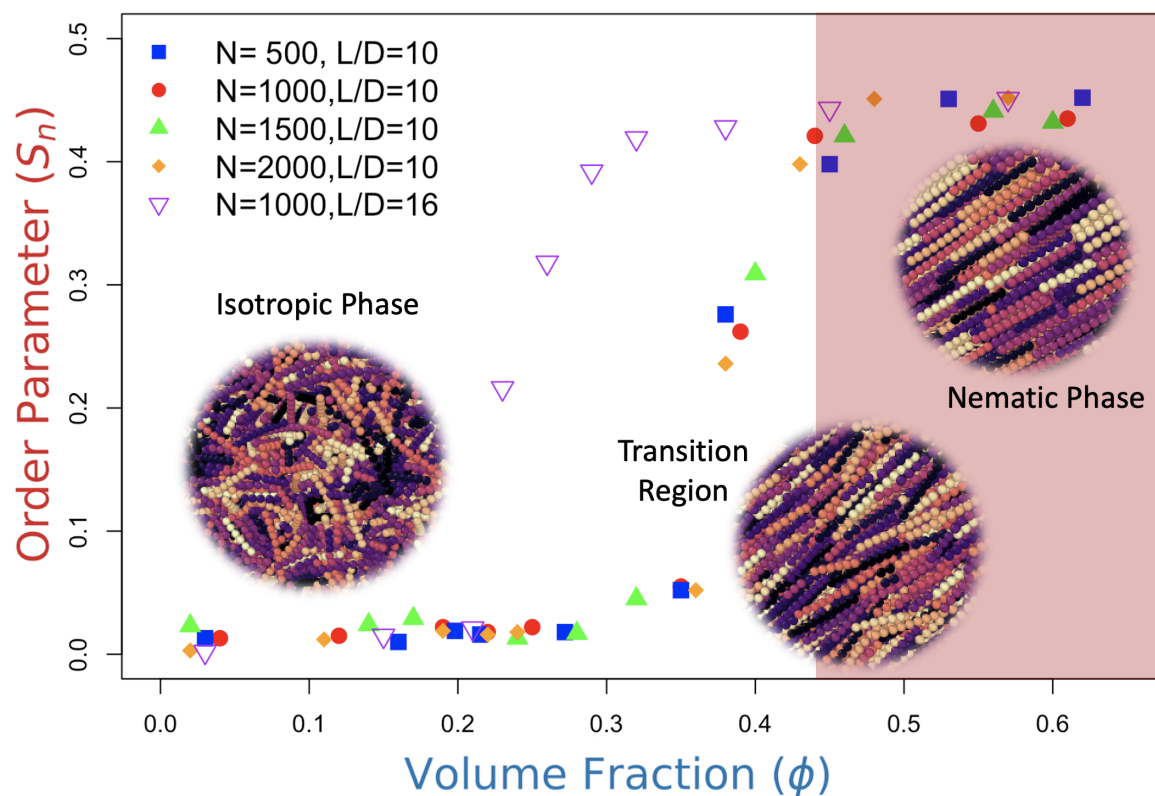 N= 500, L/D=10
N=1000,L/D=10
N=1500,L/D=10
N=2000,L/D=10
N=1000,L/D=16
Isotropic Phase
Transition
Region
Nematic Phase
Order Parameter (Sₙ)
0.5
0.4
0.3
0.2
0.1
0.0
0.0 0.1 0.2 0.3 0.4 0.5 0.6
Volume Fraction (ϕ)